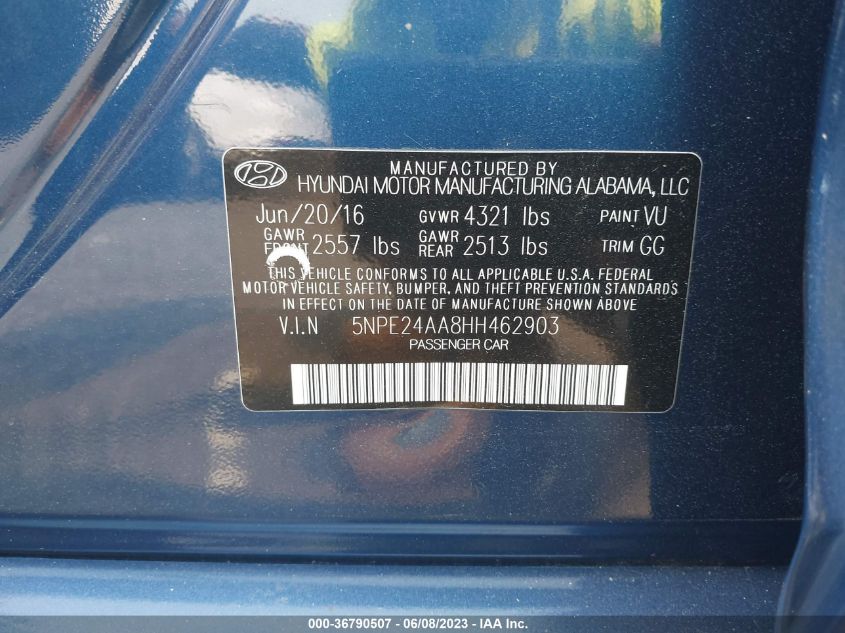 MANUFACTURED BY
HYUNDAI MOTOR MANUFACTURING ALABAMA, LLC
Jun/20/16 GVWR 4321 lbs PAINT VU
GAWR FRONT 2557 lbs GAWR REAR 2513 lbs TRIM GG
THIS VEHICLE CONFORMS TO ALL APPLICABLE U.S.A. FEDERAL
MOTOR VEHICLE SAFETY, BUMPER, AND THEFT PREVENTION STANDARDS
IN EFFECT ON THE DATE OF MANUFACTURE SHOWN ABOVE
V.I.N 5NPE24AA8HH462903
PASSENGER CAR
000-36790507 - 06/08/2023 - IAA Inc.